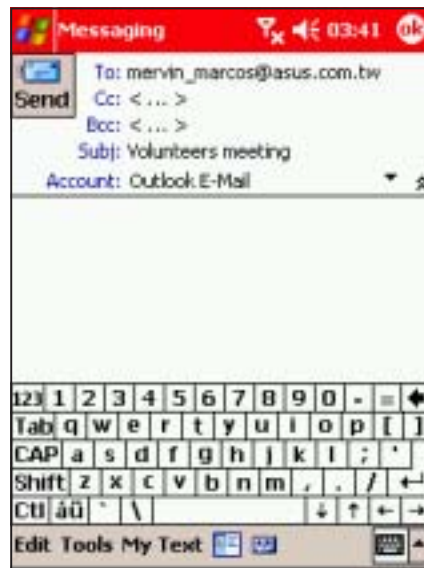 Messaging 03:41 ok
Send
To: mervin_marcos@asus.com.tw
Cc: < ... >
Bcc: < ... >
Subj: Volunteers meeting
Account: Outlook E-Mail
123 1 2 3 4 5 6 7 8 9 0 - =
Tab q w e r t y u i o p [ ]
CAP a s d f g h j k l ; '
Shift z x c v b n m , . /
Ctl áü ` \
Edit Tools My Text